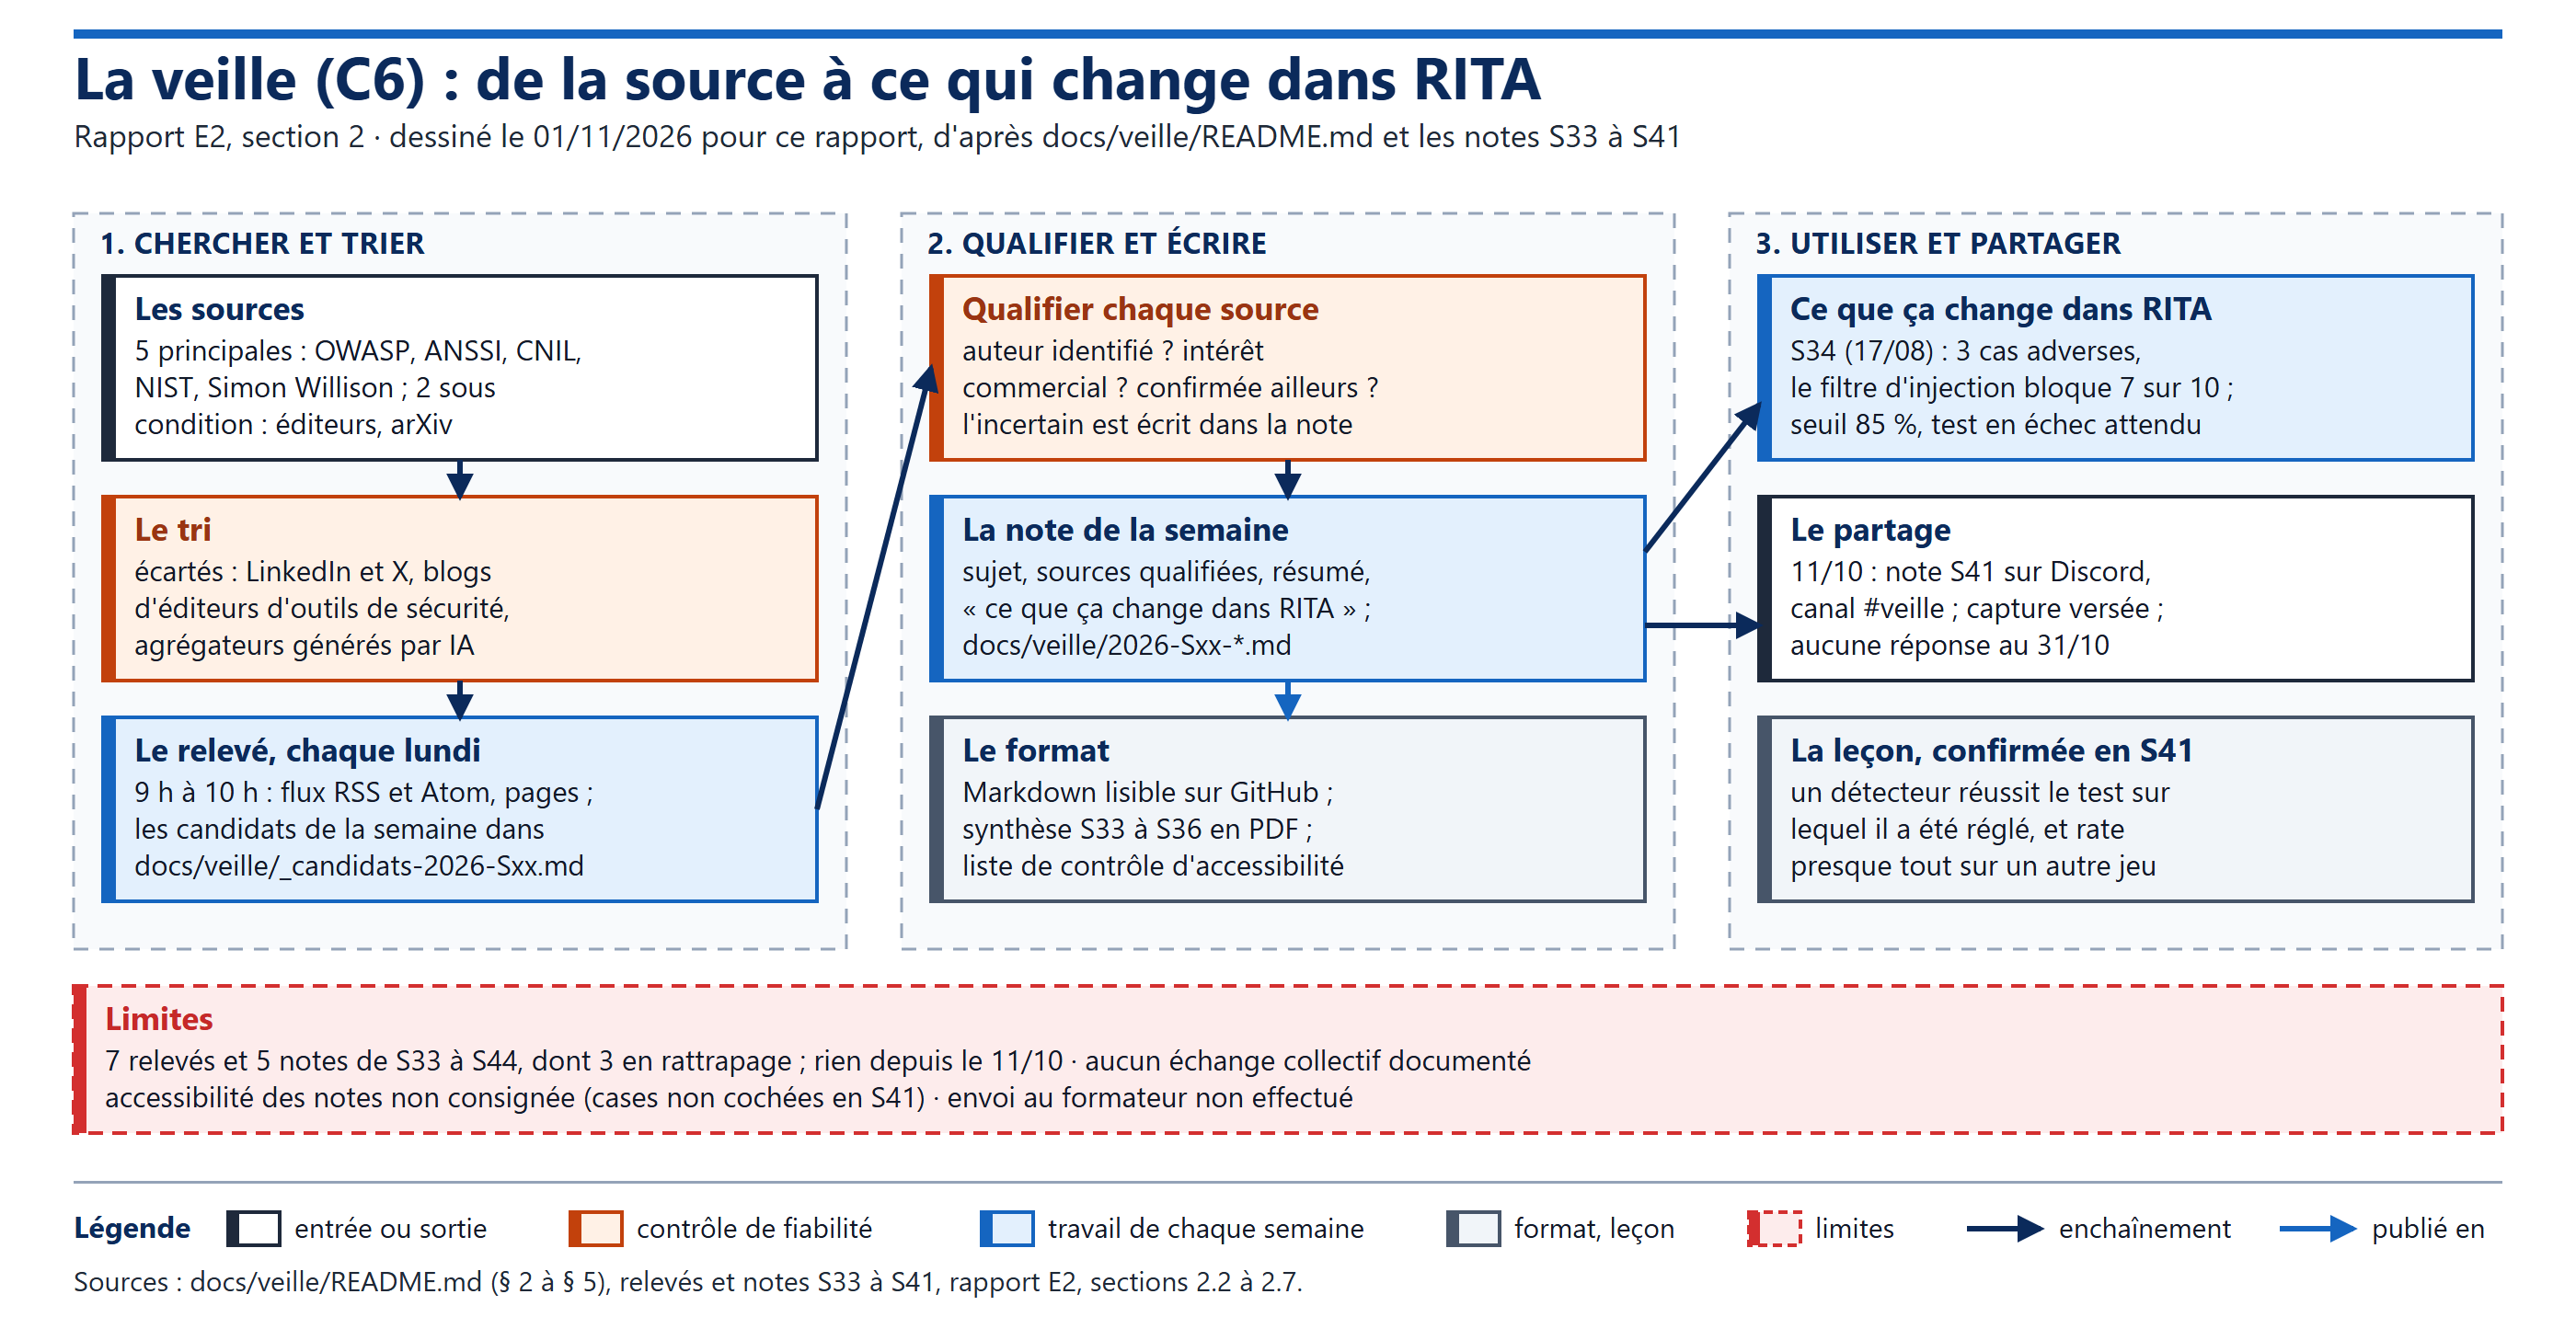 La veille (C6) : de la source à ce qui change dans RITA
Rapport E2, section 2 · dessiné le 01/11/2026 pour ce rapport, d'après docs/veille/README.md et les notes S33 à S41
1. CHERCHER ET TRIER
Les sources
5 principales : OWASP, ANSSI, CNIL,
NIST, Simon Willison ; 2 sous
condition : éditeurs, arXiv
Le tri
écartés : LinkedIn et X, blogs
d'éditeurs d'outils de sécurité,
agrégateurs générés par IA
Le relevé, chaque lundi
9 h à 10 h : flux RSS et Atom, pages ;
les candidats de la semaine dans
docs/veille/_candidats-2026-Sxx.md
2. QUALIFIER ET ÉCRIRE
Qualifier chaque source
auteur identifié ? intérêt
commercial ? confirmée ailleurs ?
l'incertain est écrit dans la note
La note de la semaine
sujet, sources qualifiées, résumé,
« ce que ça change dans RITA » ;
docs/veille/2026-Sxx-*.md
Le format
Markdown lisible sur GitHub ;
synthèse S33 à S36 en PDF ;
liste de contrôle d'accessibilité
3. UTILISER ET PARTAGER
Ce que ça change dans RITA
S34 (17/08) : 3 cas adverses,
le filtre d'injection bloque 7 sur 10 ;
seuil 85 %, test en échec attendu
Le partage
11/10 : note S41 sur Discord,
canal #veille ; capture versée ;
aucune réponse au 31/10
La leçon, confirmée en S41
un détecteur réussit le test sur
lequel il a été réglé, et rate
presque tout sur un autre jeu
Limites
7 relevés et 5 notes de S33 à S44, dont 3 en rattrapage ; rien depuis le 11/10 · aucun échange collectif documenté
accessibilité des notes non consignée (cases non cochées en S41) · envoi au formateur non effectué
Légende
entrée ou sortie
contrôle de fiabilité
travail de chaque semaine
format, leçon
limites
enchaînement
publié en
Sources : docs/veille/README.md (§ 2 à § 5), relevés et notes S33 à S41, rapport E2, sections 2.2 à 2.7.